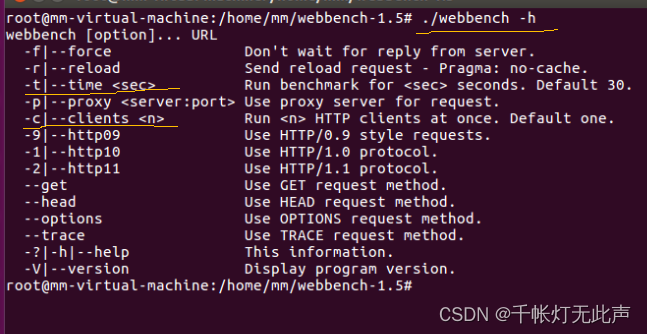 root@mm-virtual-machine:/home/mm/webbench-1.5# ./webbench -h
webbench [option]... URL
  -f|--force               Don't wait for reply from server.
  -r|--reload              Send reload request - Pragma: no-cache.
  -t|--time <sec>          Run benchmark for <sec> seconds. Default 30.
  -p|--proxy <server:port> Use proxy server for request.
  -c|--clients <n>         Run <n> HTTP clients at once. Default one.
  -9|--http09              Use HTTP/0.9 style requests.
  -1|--http10              Use HTTP/1.0 protocol.
  -2|--http11              Use HTTP/1.1 protocol.
  --get                    Use GET request method.
  --head                   Use HEAD request method.
  --options                Use OPTIONS request method.
  --trace                  Use TRACE request method.
  -?|-h|--help             This information.
  -V|--version             Display program version.
root@mm-virtual-machine:/home/mm/webbench-1.5#
CSDN @千帐灯无此声